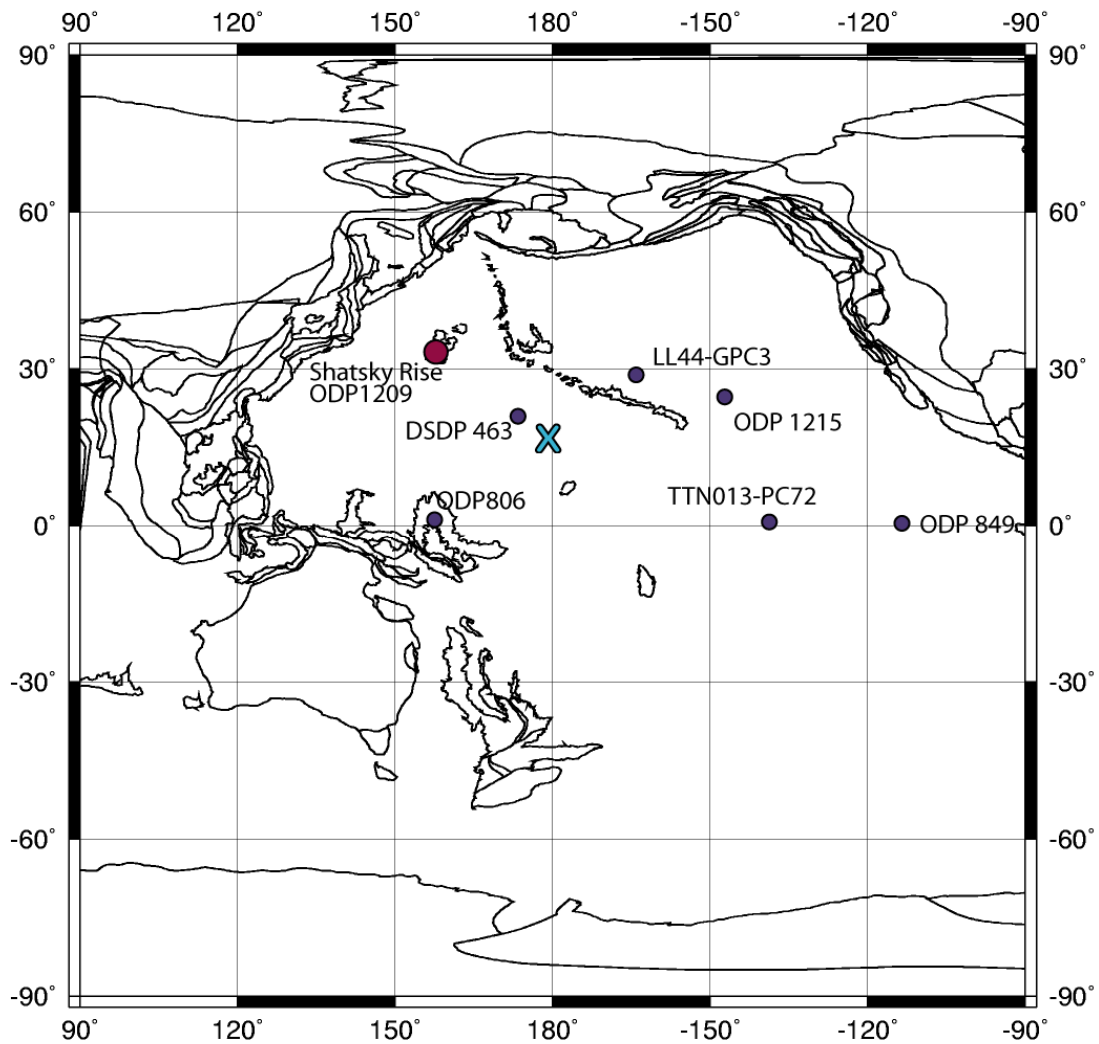 90° 120° 150° 180° -150° -120° -90°
90° 90°
60° 60°
LL44-GPC3
30° 30°
Shatsky Rise
ODP1209
ODP 1215
DSDP 463
X
TTN013-PC72
ODP806
0° ODP 849 0°
-30° -30°
-60° -60°
-90° -90°
90° 120° 150° 180° -150° -120° -90°